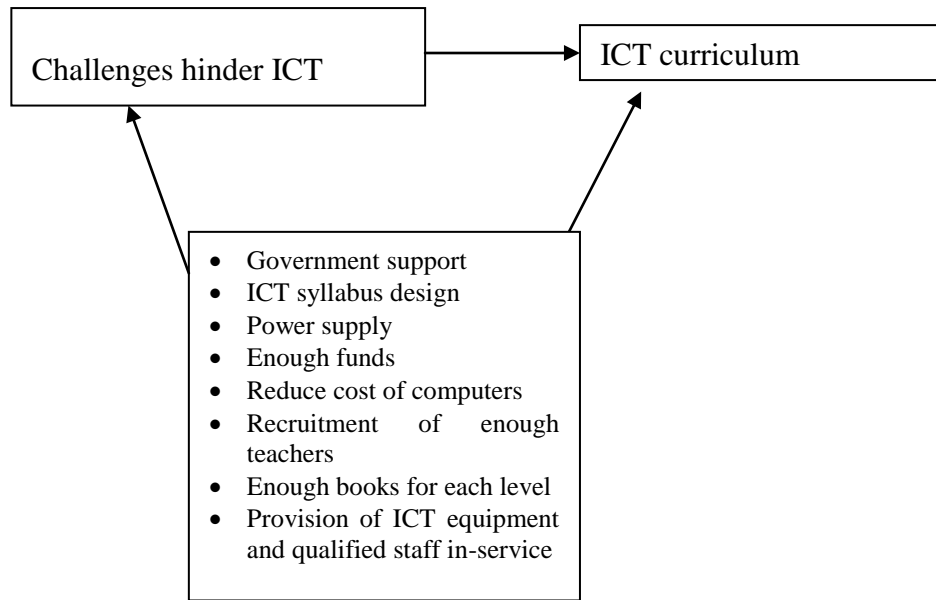 Challenges hinder ICT
ICT curriculum
• Government support
• ICT syllabus design
• Power supply
• Enough funds
• Reduce cost of computers
• Recruitment of enough
teachers
• Enough books for each level
• Provision of ICT equipment
and qualified staff in-service